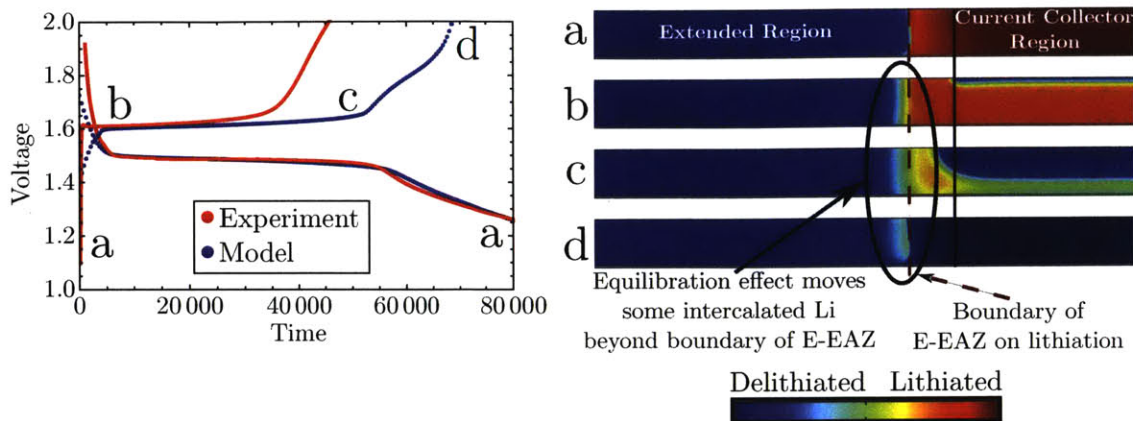 2.0
1.8
1.6
1.4
1.2
1.0
Voltage
0
20 000
40 000
60 000
80 000
Time
a
b
c
d
a
Experiment
Model
a
b
c
d
Extended Region
Current Collector
Region
Equilibration effect moves
some intercalated Li
beyond boundary of E-EAZ
Boundary of
E-EAZ on lithiation
Delithiated
Lithiated